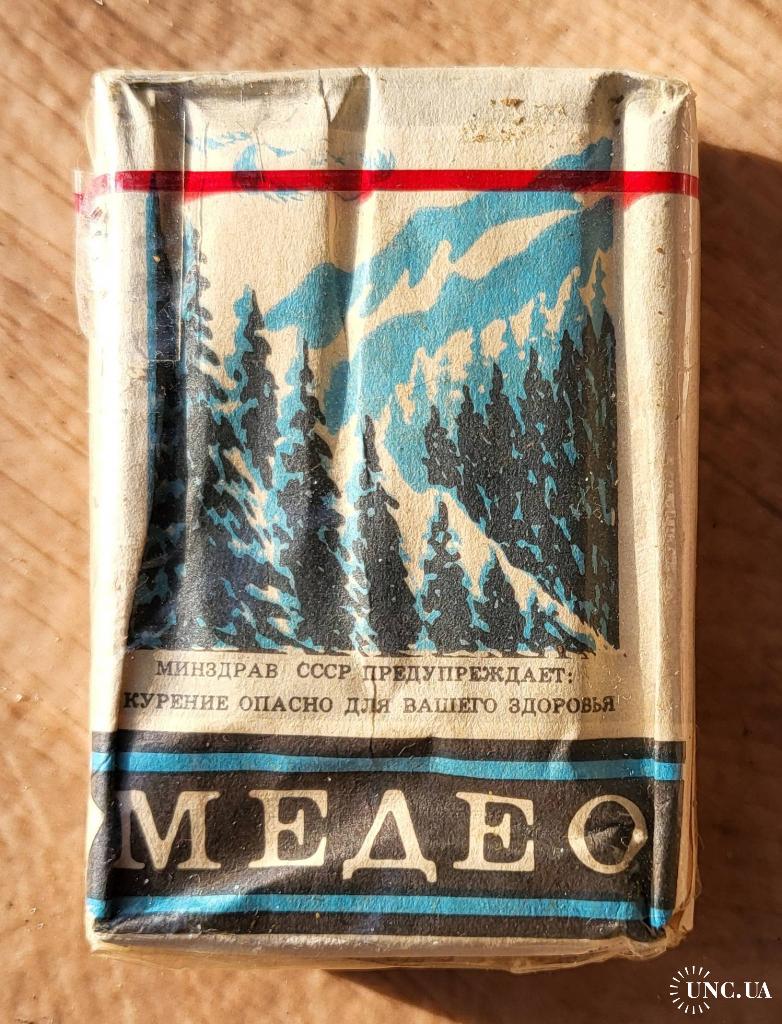 МИНЗДРАВ СССР ПРЕДУПРЕЖДАЕТ:
КУРЕНИЕ ОПАСНО ДЛЯ ВАШЕГО ЗДОРОВЬЯ
МЕДЕО
UNC.UA